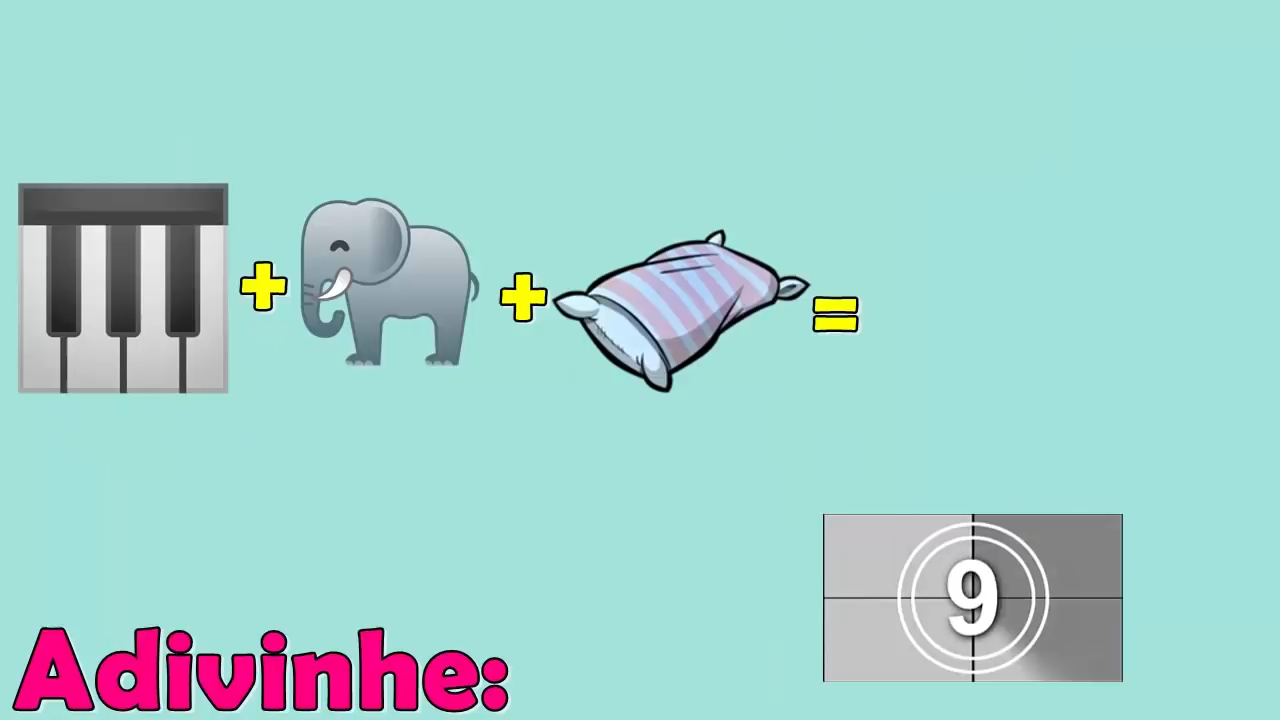 + + =
9
Adivinhe: